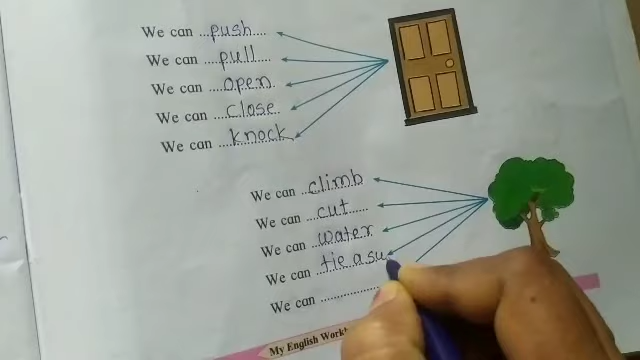 We can push
We can pull
We can open
We can close
We can knock
We can climb
We can cut
We can water
We can tie a su
We can
My English Workb